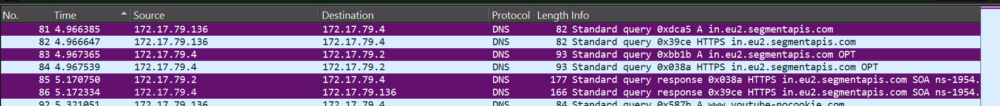 No. Time Source Destination Protocol Length Info
81 4.966385 172.17.79.136 172.17.79.4 DNS 82 Standard query 0xdca5 A in.eu2.segmentapis.com
82 4.966647 172.17.79.136 172.17.79.4 DNS 82 Standard query 0x39ce HTTPS in.eu2.segmentapis.com
83 4.967365 172.17.79.4 172.17.79.2 DNS 93 Standard query 0xbb1b A in.eu2.segmentapis.com OPT
84 4.967539 172.17.79.4 172.17.79.2 DNS 93 Standard query 0x038a HTTPS in.eu2.segmentapis.com OPT
85 5.170750 172.17.79.2 172.17.79.4 DNS 177 Standard query response 0x038a HTTPS in.eu2.segmentapis.com SOA ns-1954.
86 5.172334 172.17.79.4 172.17.79.136 DNS 166 Standard query response 0x39ce HTTPS in.eu2.segmentapis.com SOA ns-1954.
92 5.321051 172.17.79.136 172.17.79.4 DNS 84 Standard query 0x587b A www.youtube-nocookie.com